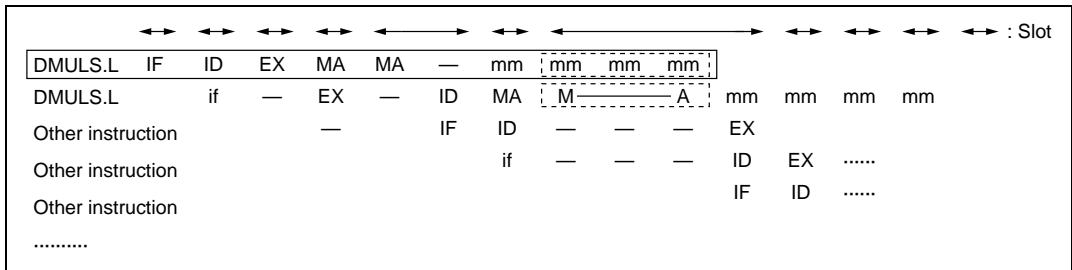 : Slot
DMULS.L IF ID EX MA MA — mm mm mm mm
DMULS.L if — EX — ID MA M A mm mm mm mm
Other instruction — IF ID — — — EX
Other instruction if — — — ID EX ......
Other instruction IF ID ......
..........